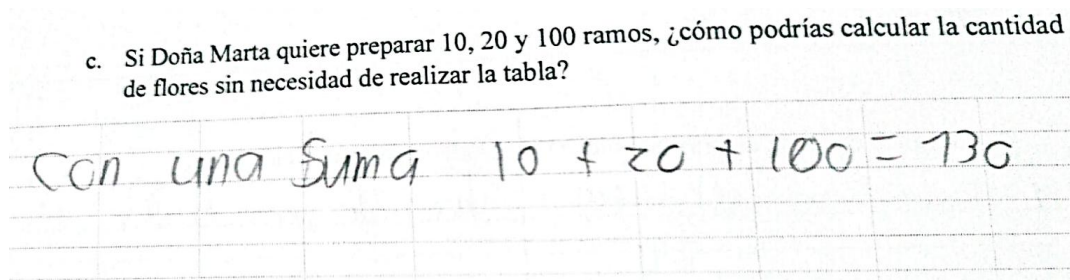 c. Si Doña Marta quiere preparar 10, 20 y 100 ramos, ¿cómo podrías calcular la cantidad
de flores sin necesidad de realizar la tabla?
Con una Suma 10 + 20 + 100 = 130